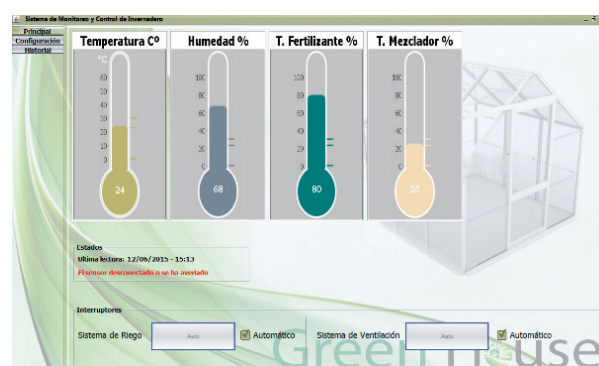 Sistema de Monitoreo y Control de Invernadero
Principal
Configuración
Historial
Temperatura Cº
Humedad %
T. Fertilizante %
T. Mezclador %
°C
60
50
40
30
20
10
0
24
100
80
60
40
20
0
68
100
80
60
40
20
0
80
100
80
60
40
20
0
25
Estados
Ultima lectura: 12/06/2015 - 15:13
El sensor desconectado o se ha averiado
Interruptores
Sistema de Riego
Auto
Automático
Sistema de Ventilación
Auto
Automático
Green House